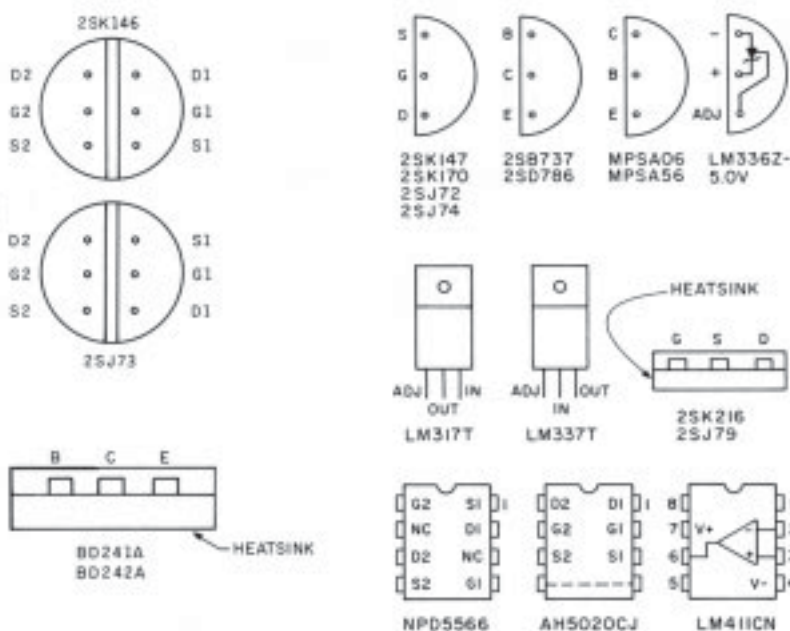 2SK146
D2 D1
G2 G1
S2 S1
D2 S1
G2 G1
S2 D1
2SJ73
B C E
BD241A
BD242A
HEATSINK
S
G
D
2SK147
2SK170
2SJ72
2SJ74
B
C
E
2SB737
2SD786
C
B
E
MPSA06
MPSA56
-
+
ADJ
LM336Z-
5.0V
ADJ IN
OUT
LM317T
ADJ OUT
IN
LM337T
HEATSINK
G S D
2SK216
2SJ79
G2 S1 1
NC D1
D2 NC
S2 G1
NPD5566
D2 D1 1
G2 G1
S2 S1
AH5020CJ
8
7 V+ -
6 +
5 V- 4
LM411CN